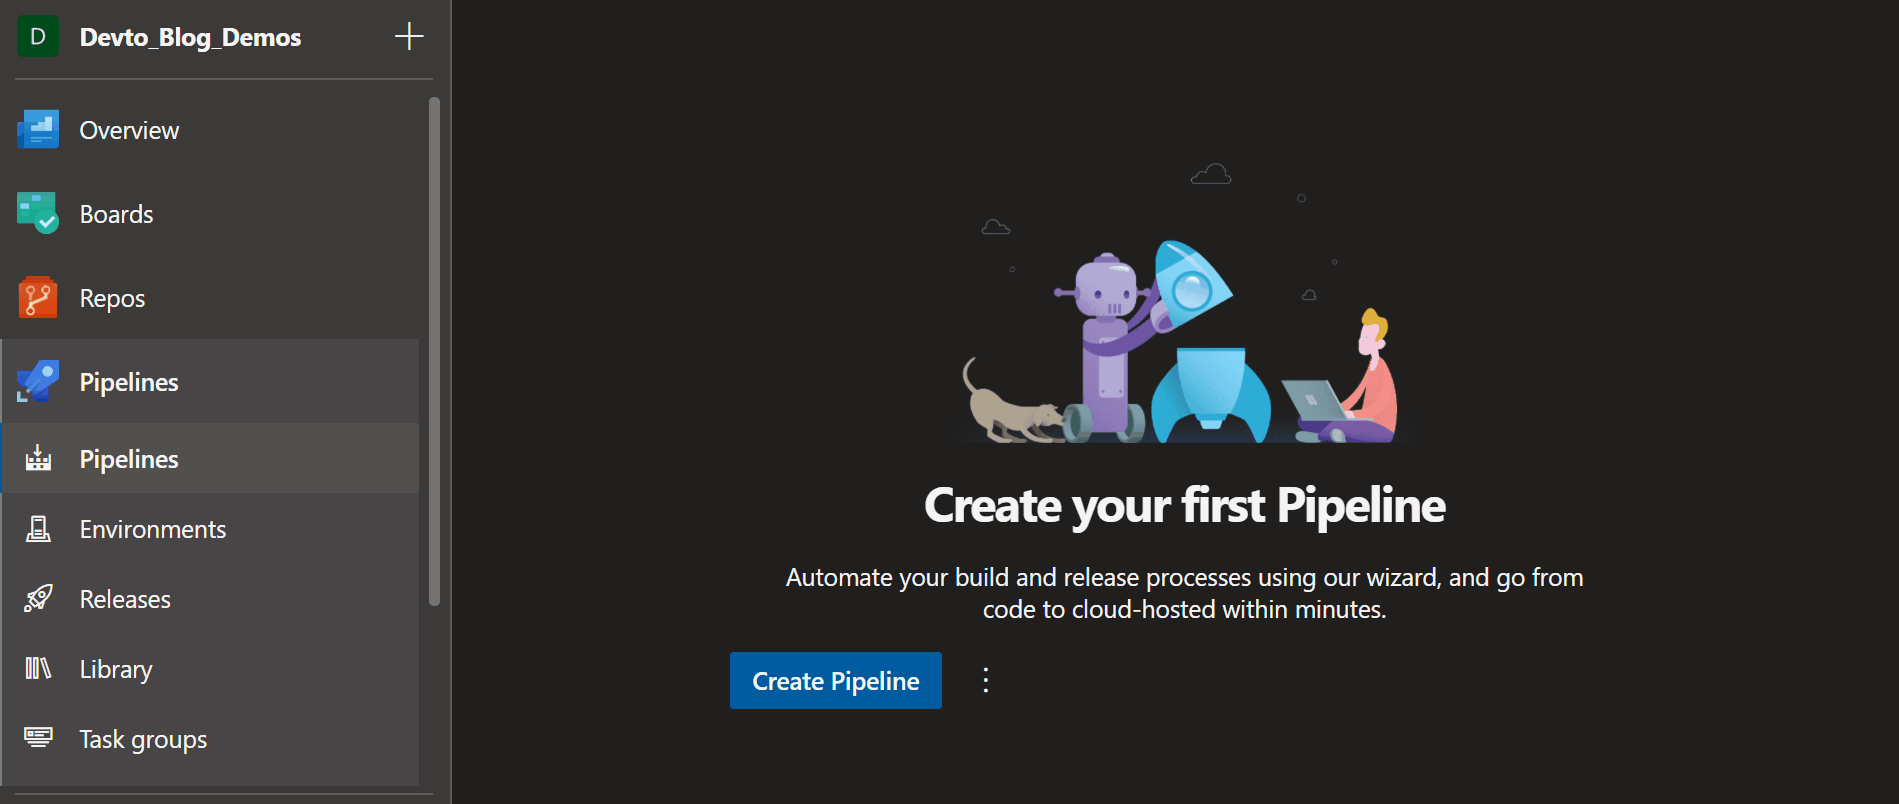 D
Devto_Blog_Demos
Overview
Boards
Repos
Pipelines
Pipelines
Environments
Releases
Library
Task groups
Create your first Pipeline
Automate your build and release processes using our wizard, and go from
code to cloud-hosted within minutes.
Create Pipeline